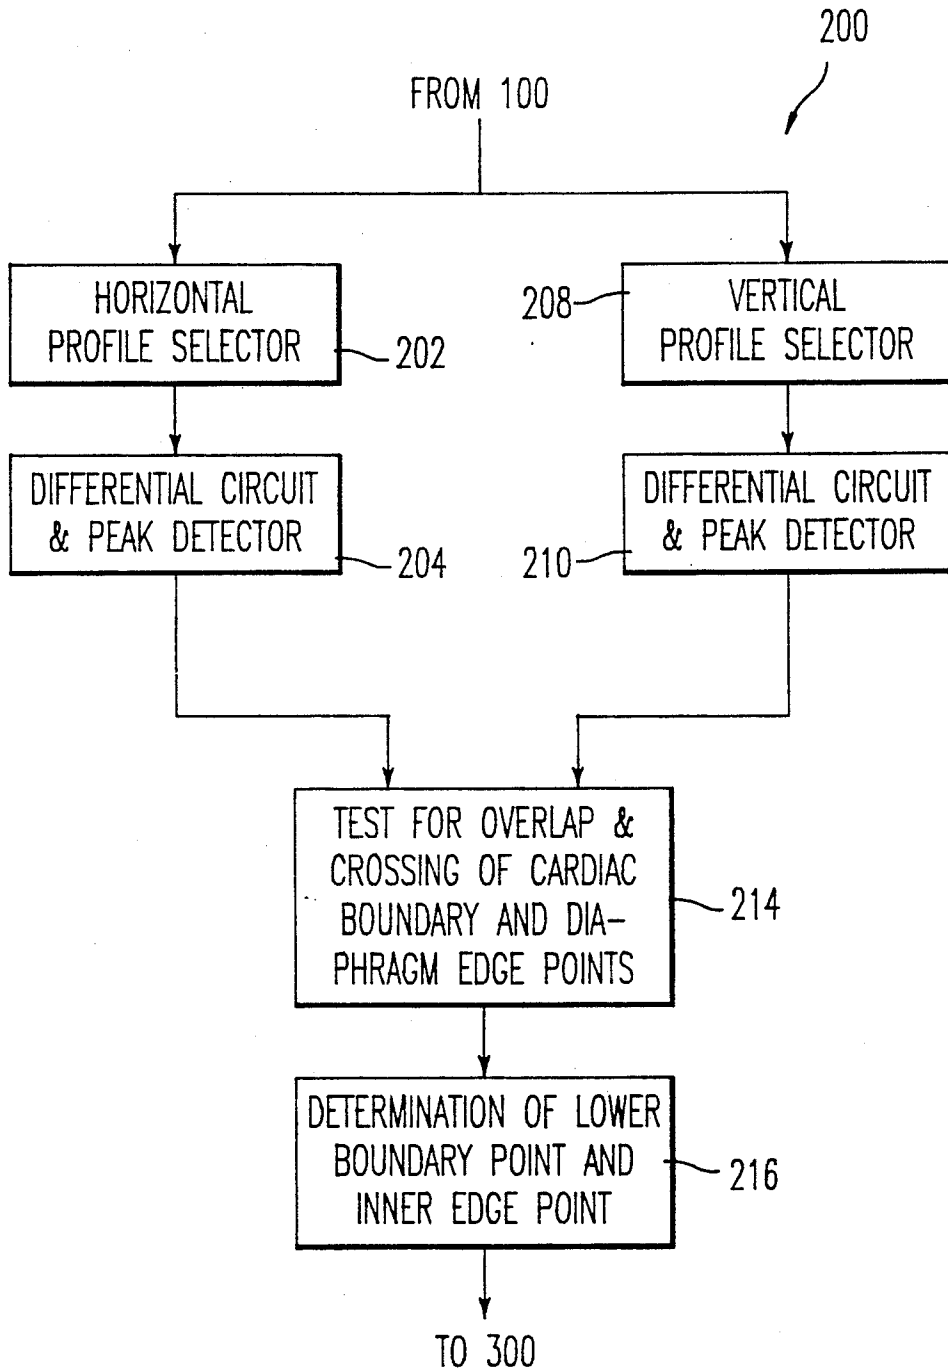 200
FROM 100
HORIZONTAL
PROFILE SELECTOR
202
208
VERTICAL
PROFILE SELECTOR
DIFFERENTIAL CIRCUIT
& PEAK DETECTOR
204
210
DIFFERENTIAL CIRCUIT
& PEAK DETECTOR
TEST FOR OVERLAP &
CROSSING OF CARDIAC
BOUNDARY AND DIA-
PHRAGM EDGE POINTS
214
DETERMINATION OF LOWER
BOUNDARY POINT AND
INNER EDGE POINT
216
TO 300